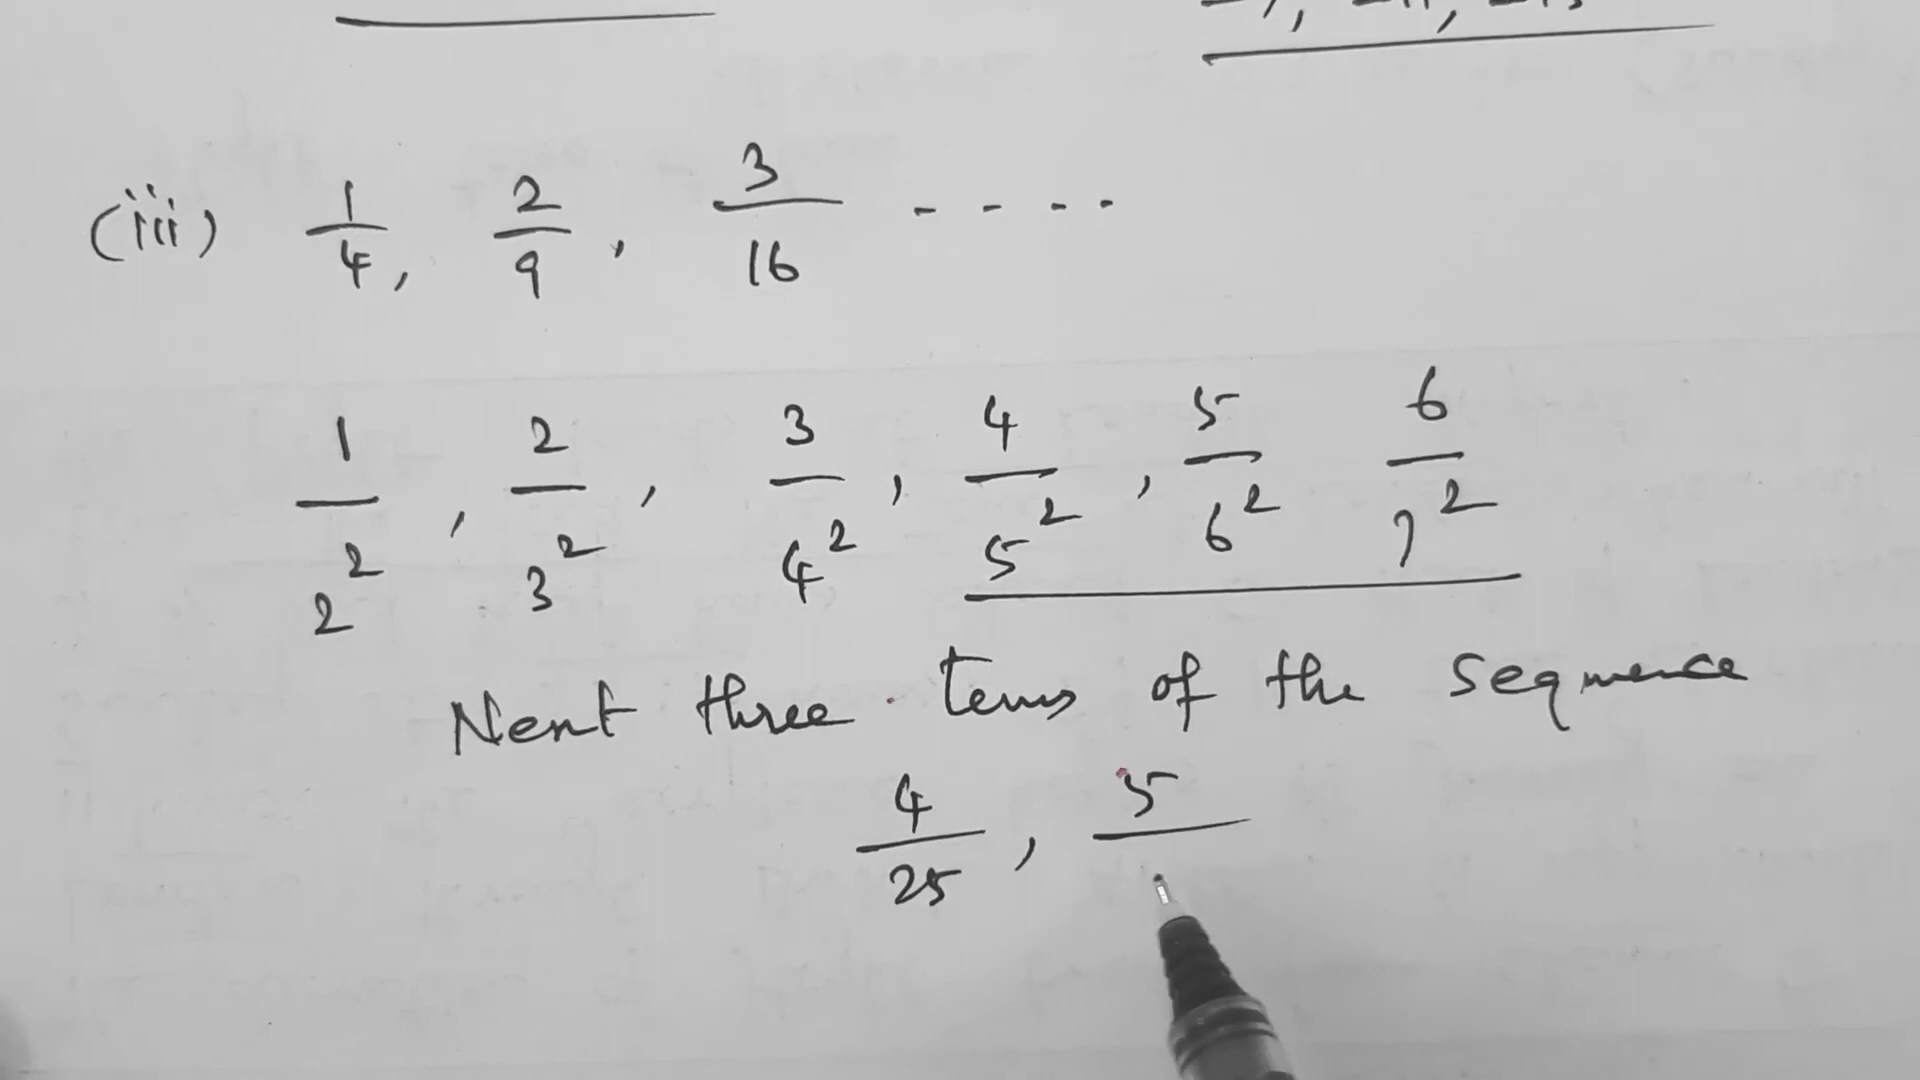 (iii) 1/4, 2/9, 3/16 - - - -
1/2², 2/3², 3/4², 4/5², 5/6² 6/7²
Next three terms of the sequence
4/25, 5/